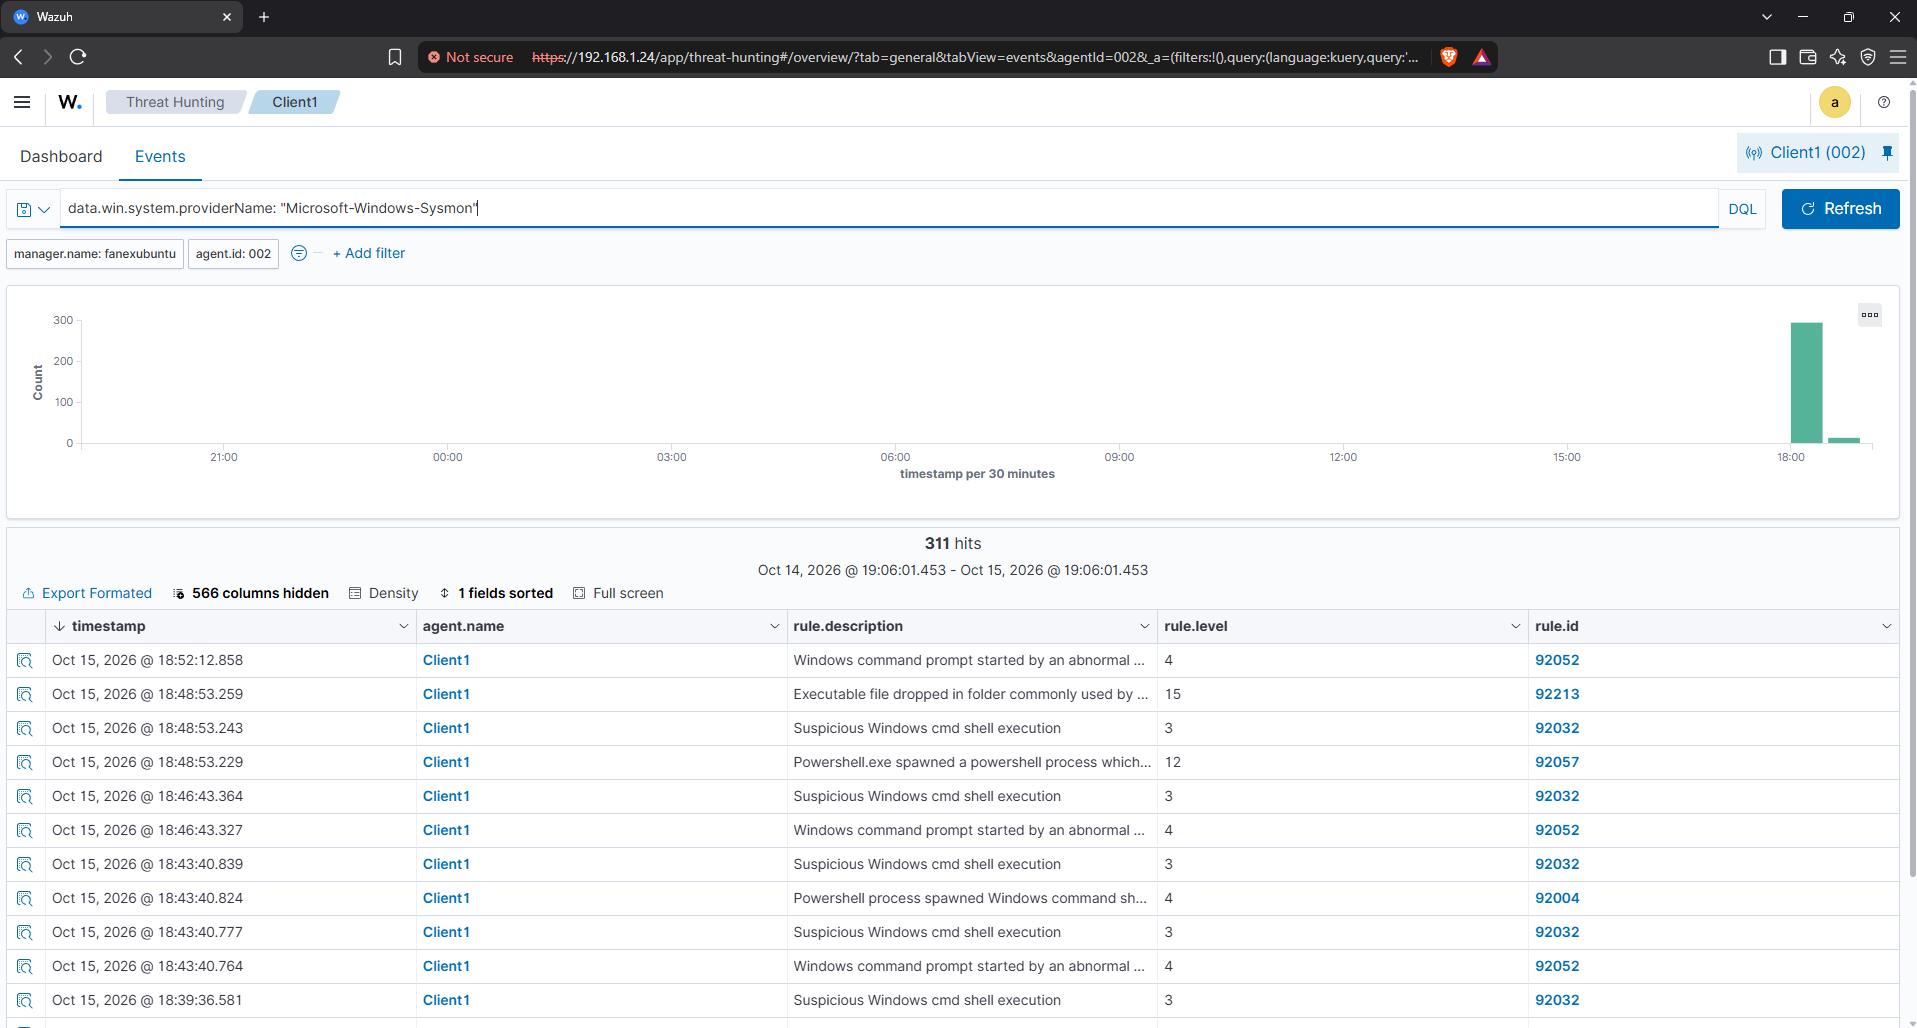 Wazuh
Not secure https://192.168.1.24/app/threat-hunting#/overview/?tab=general&tabView=events&agentId=002&_a=(filters:!(),query:(language:kuery,query:'...
W. Threat Hunting Client1 a
Dashboard Events Client1 (002)
data.win.system.providerName: "Microsoft-Windows-Sysmon" DQL Refresh
manager.name: fanexubuntu agent.id: 002 + Add filter
300
200
100
0
Count
21:00 00:00 03:00 06:00 09:00 12:00 15:00 18:00
timestamp per 30 minutes
311 hits
Oct 14, 2026 @ 19:06:01.453 - Oct 15, 2026 @ 19:06:01.453
Export Formatted 566 columns hidden Density 1 fields sorted Full screen
timestamp agent.name rule.description rule.level rule.id
Oct 15, 2026 @ 18:52:12.858 Client1 Windows command prompt started by an abnormal ... 4 92052
Oct 15, 2026 @ 18:48:53.259 Client1 Executable file dropped in folder commonly used by ... 15 92213
Oct 15, 2026 @ 18:48:53.243 Client1 Suspicious Windows cmd shell execution 3 92032
Oct 15, 2026 @ 18:48:53.229 Client1 Powershell.exe spawned a powershell process which... 12 92057
Oct 15, 2026 @ 18:46:43.364 Client1 Suspicious Windows cmd shell execution 3 92032
Oct 15, 2026 @ 18:46:43.327 Client1 Windows command prompt started by an abnormal ... 4 92052
Oct 15, 2026 @ 18:43:40.839 Client1 Suspicious Windows cmd shell execution 3 92032
Oct 15, 2026 @ 18:43:40.824 Client1 Powershell process spawned Windows command sh... 4 92004
Oct 15, 2026 @ 18:43:40.777 Client1 Suspicious Windows cmd shell execution 3 92032
Oct 15, 2026 @ 18:43:40.764 Client1 Windows command prompt started by an abnormal ... 4 92052
Oct 15, 2026 @ 18:39:36.581 Client1 Suspicious Windows cmd shell execution 3 92032